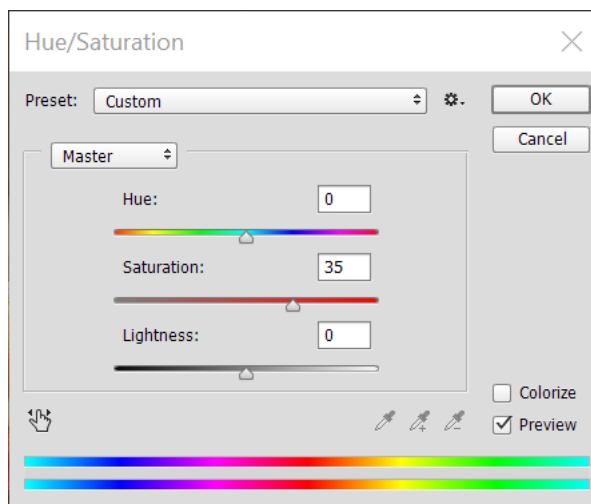 Hue/Saturation
Preset: Custom OK
Cancel
Master
Hue: 0
Saturation: 35
Lightness: 0
Colorize
Preview